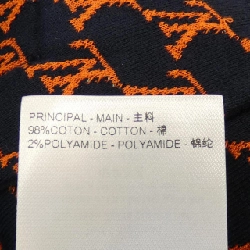 PRINCIPAL - MAIN - 主料
98%COTON - COTTON - 棉
2%POLYAMIDE - POLYAMIDE - 锦纶